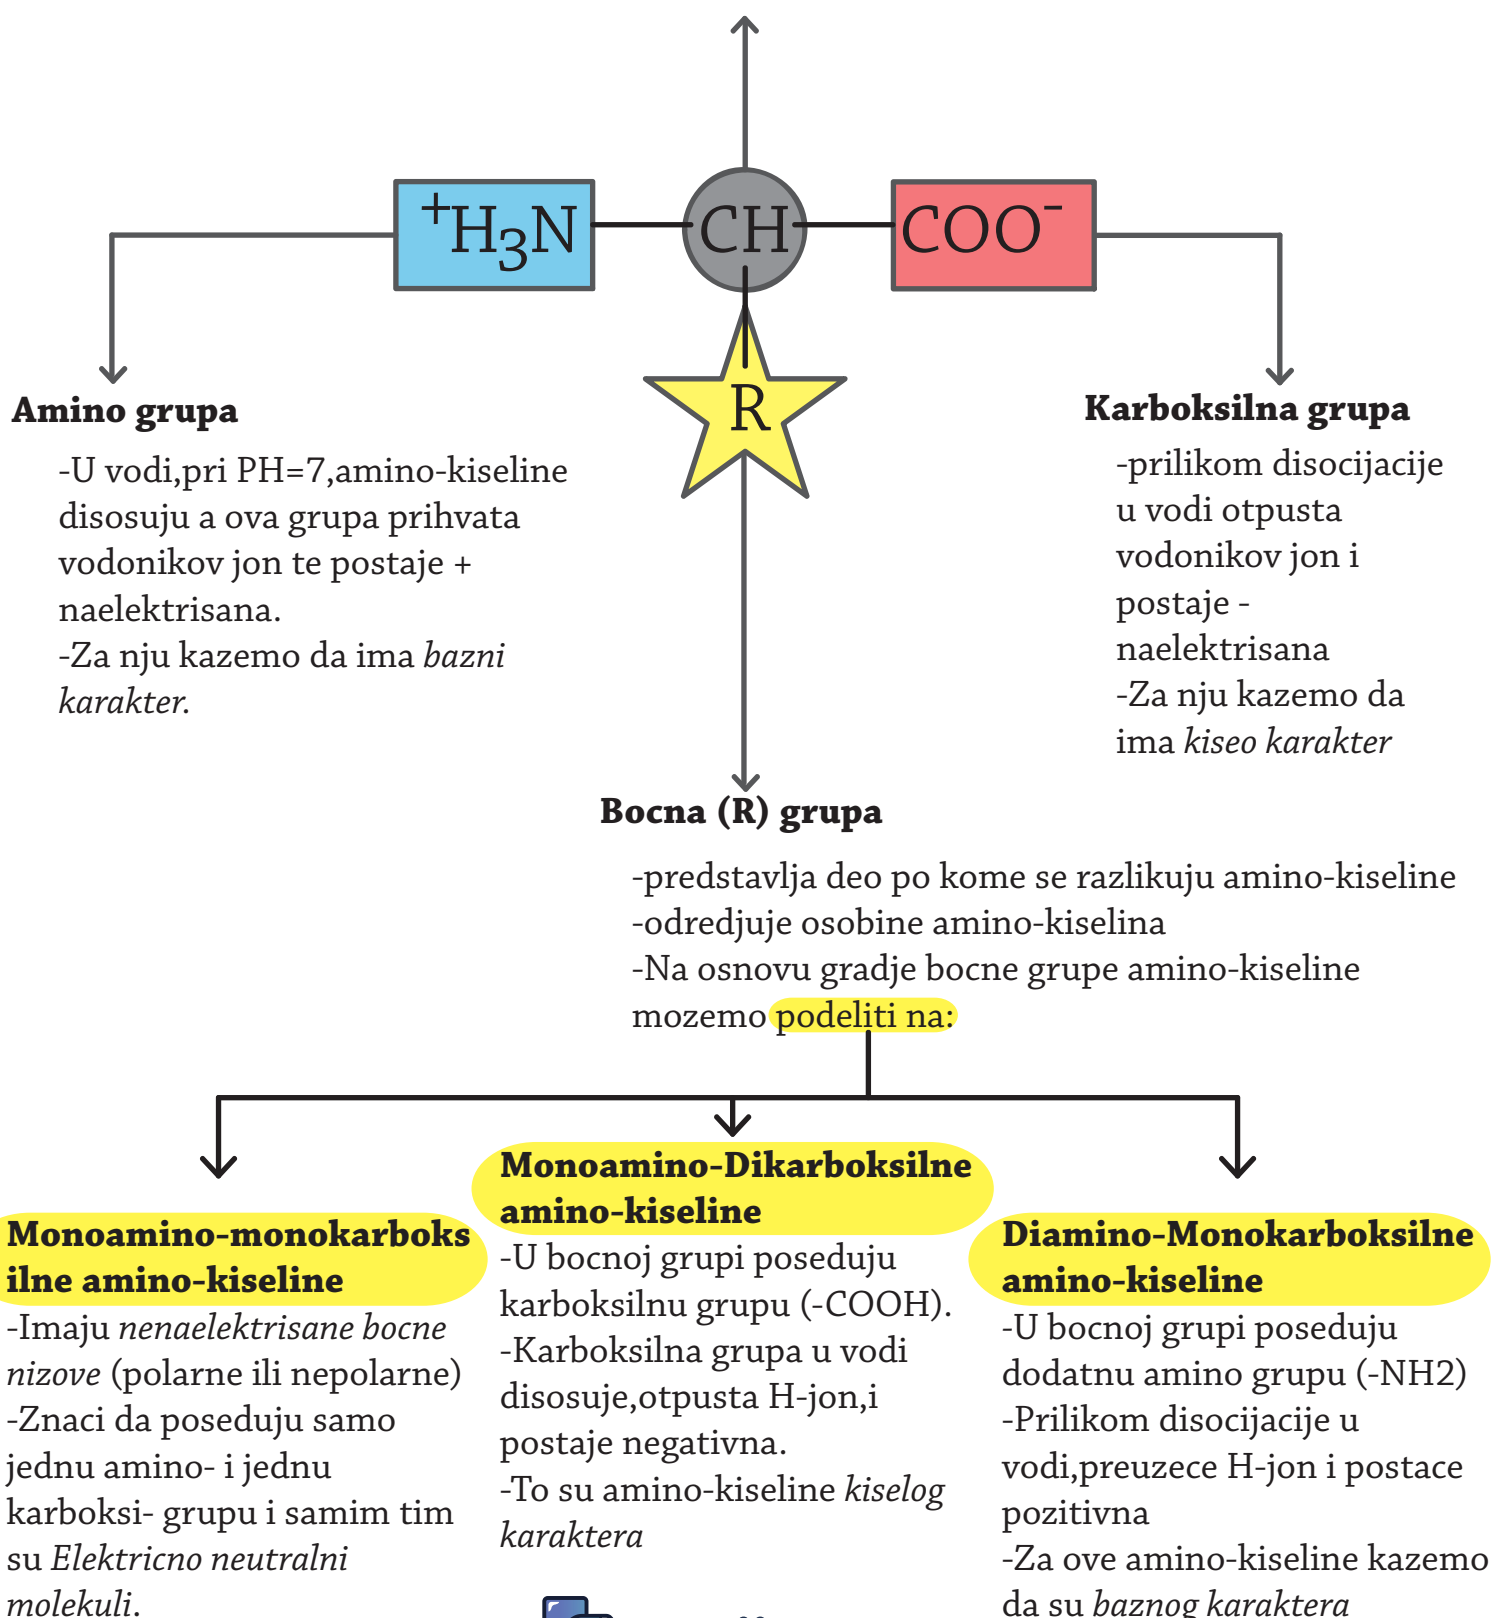 +H3N
CH
COO-
R
Amino grupa
-U vodi,pri PH=7,amino-kiseline
disosuju a ova grupa prihvata
vodonikov jon te postaje +
naelektrisana.
-Za nju kazemo da ima bazni
karakter.
Karboksilna grupa
-prilikom disocijacije
u vodi otpusta
vodonikov jon i
postaje -
naelektrisana
-Za nju kazemo da
ima kiseo karakter
Bocna (R) grupa
-predstavlja deo po kome se razlikuju amino-kiseline
-odredjuje osobine amino-kiselina
-Na osnovu gradje bocne grupe amino-kiseline
mozemo podeliti na:
Monoamino-monokarboks
ilne amino-kiseline
-Imaju nenaelektrisane bocne
nizove (polarne ili nepolarne)
-Znaci da poseduju samo
jednu amino- i jednu
karboksi- grupu i samim tim
su Elektricno neutralni
molekuli.
Monoamino-Dikarboksilne
amino-kiseline
-U bocnoj grupi poseduju
karboksilnu grupu (-COOH).
-Karboksilna grupa u vodi
disosuje,otpusta H-jon,i
postaje negativna.
-To su amino-kiseline kiselog
karaktera
Diamino-Monokarboksilne
amino-kiseline
-U bocnoj grupi poseduju
dodatnu amino grupu (-NH2)
-Prilikom disocijacije u
vodi,preuzece H-jon i postace
pozitivna
-Za ove amino-kiseline kazemo
da su baznog karaktera